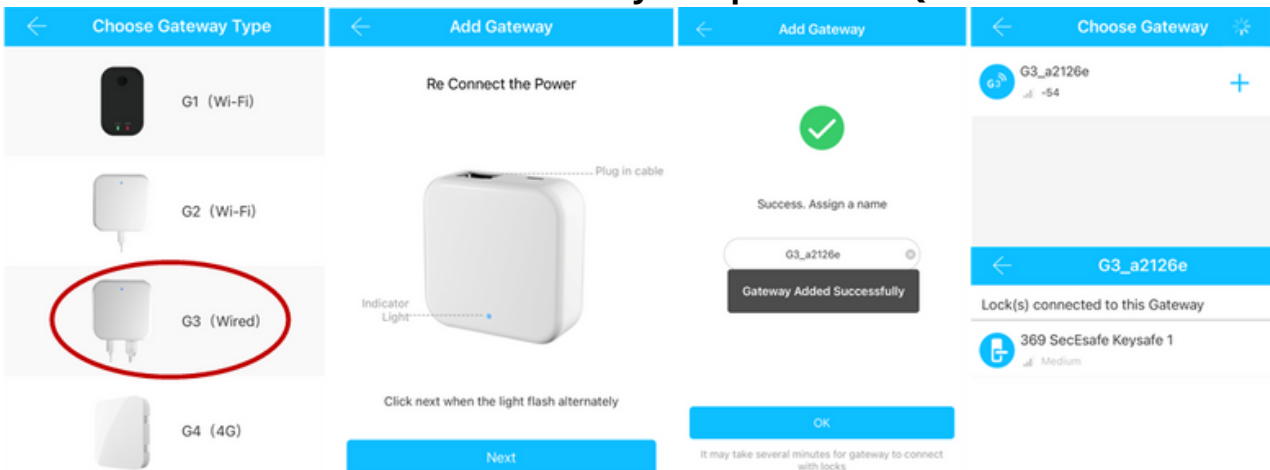 Choose Gateway Type
G1 (Wi-Fi)
G2 (Wi-Fi)
G3 (Wired)
G4 (4G)
Add Gateway
Re Connect the Power
Plug in cable
Indicator
Light
Click next when the light flash alternately
Next
Add Gateway
Success. Assign a name
G3_a2126e
Gateway Added Successfully
OK
It may take several minutes for gateway to connect
with locks
Choose Gateway
G3
G3_a2126e
-54
G3_a2126e
Lock(s) connected to this Gateway
369 SecEsafe Keysafe 1
Medium